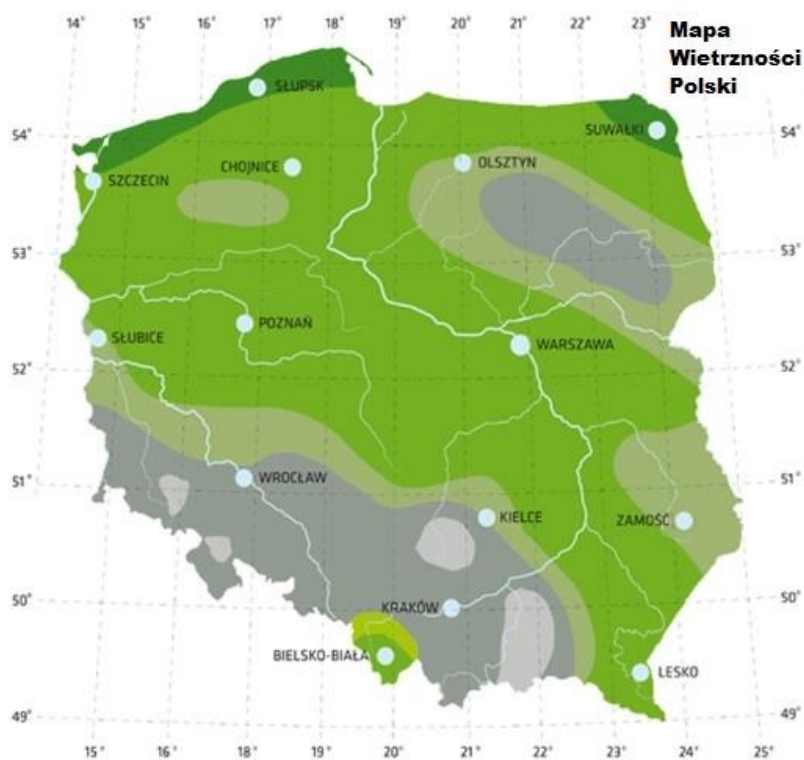 14° 15° 16° 17° 18° 19° 20° 21° 22° 23°
Mapa
Wietrzności
Polski
SŁUPSK
54° SUWAŁKI 54°
CHOJNICE OLSZTYN
SZCZECIN
53° 53°
POZNAŃ
SŁUBICE WARSZAWA
52° 52°
51° WROCŁAW 51°
KIELCE ZAMOŚĆ
50° KRAKÓW 50°
BIELSKO-BIAŁA LESKO
49° 49°
15° 16° 17° 18° 19° 20° 21° 22° 23° 24° 25°